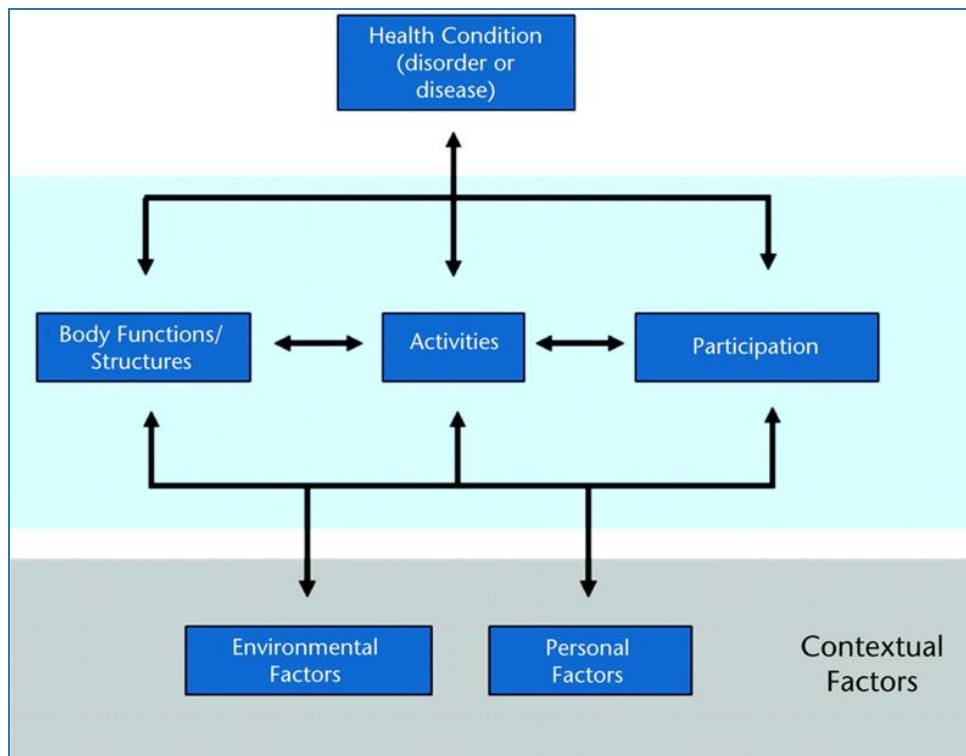 Health Condition
(disorder or
disease)
Body Functions/
Structures
Activities
Participation
Environmental
Factors
Personal
Factors
Contextual
Factors